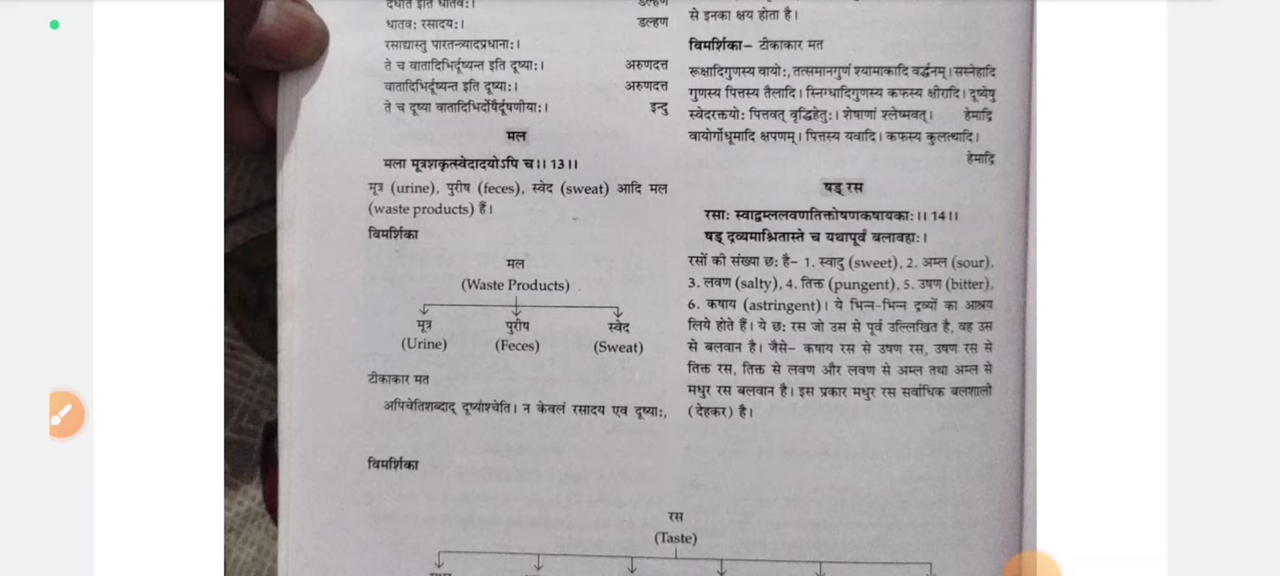 दधति इति धातवः। डल्हण
धातवः रसादयः। डल्हण
रसाद्यास्तु पारतन्त्र्यादप्रधानाः।
ते च वातादिभिर्दूष्यन्त इति दूष्याः। अरुणदत्त
वातादिभिर्दूष्यन्त इति दूष्याः। अरुणदत्त
ते च दूष्या वातादिभिर्दोषैर्दूषणीयाः। इन्दु
मल
मला मूत्रशकृत्स्वेदादयोऽपि च।। 13।।
मूत्र (urine), पुरीष (feces), स्वेद (sweat) आदि मल
(waste products) हैं।
विमर्शिका
मल
(Waste Products)
मूत्र पुरीष स्वेद
(Urine) (Feces) (Sweat)
टीकाकार मत
अपिचेतिशब्दाद् दूष्याश्चेति। न केवलं रसादय एव दूष्याः,
से इनका क्षय होता है।
विमर्शिका– टीकाकार मत
रूक्षादिगुणस्य वायोः, तत्समानगुणं श्यामाकादि वर्द्धनम्। सस्नेहादि
गुणस्य पित्तस्य तैलादि। स्निग्धादिगुणस्य कफस्य क्षीरादि। दूष्येषु
स्वेदरक्तयोः पित्तवत् वृद्धिहेतुः। शेषाणां श्लेष्मवत्। हेमाद्रि
वायोर्गोधूमादि क्षपणम्। पित्तस्य यवादि। कफस्य कुलत्थादि।
हेमाद्रि
षड् रस
रसाः स्वाद्वम्ललवणतिक्तोषणकषायकाः।। 14।।
षड् द्रव्यमाश्रितास्ते च यथापूर्वं बलावहाः।
रसों की संख्या छः है– 1. स्वादु (sweet), 2. अम्ल (sour),
3. लवण (salty), 4. तिक्त (pungent), 5. उषण (bitter),
6. कषाय (astringent)। ये भिन्न-भिन्न द्रव्यों का आश्रय
लिये होते हैं। ये छः रस जो उस से पूर्व उल्लिखित है, वह उस
से बलवान है। जैसे– कषाय रस से उषण रस, उषण रस से
तिक्त रस, तिक्त से लवण और लवण से अम्ल तथा अम्ल से
मधुर रस बलवान है। इस प्रकार मधुर रस सर्वाधिक बलशाली
(देहकर) है।
विमर्शिका
रस
(Taste)